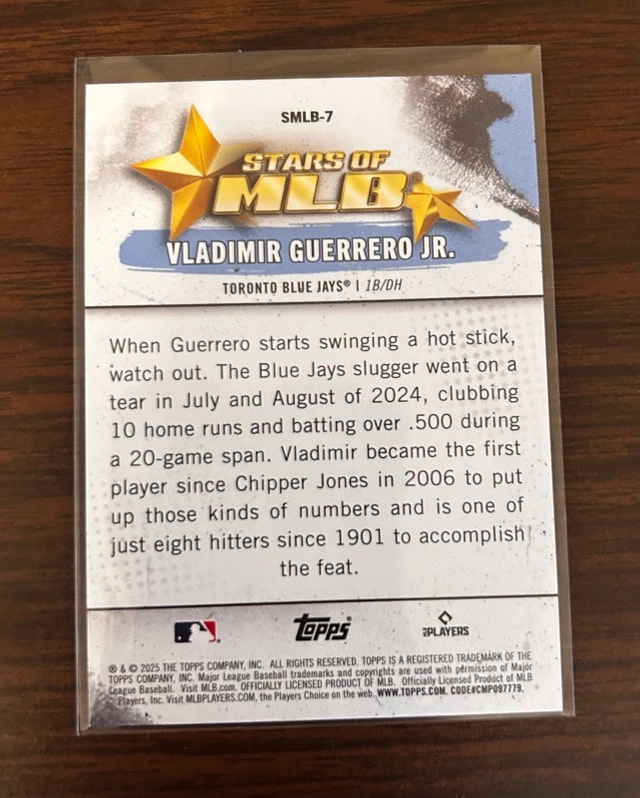 SMLB-7
STARS OF
MLB®
VLADIMIR GUERRERO JR.
TORONTO BLUE JAYS® | 1B/DH
When Guerrero starts swinging a hot stick,
watch out. The Blue Jays slugger went on a
tear in July and August of 2024, clubbing
10 home runs and batting over .500 during
a 20-game span. Vladimir became the first
player since Chipper Jones in 2006 to put
up those kinds of numbers and is one of
just eight hitters since 1901 to accomplish
the feat.
topps® PLAYERS
® & © 2025 THE TOPPS COMPANY, INC. ALL RIGHTS RESERVED. TOPPS IS A REGISTERED TRADEMARK OF THE
TOPPS COMPANY, INC. Major League Baseball trademarks and copyrights are used with permission of Major
League Baseball. Visit MLB.com. OFFICIALLY LICENSED PRODUCT OF MLB. Officially Licensed Product of MLB
Players, Inc. Visit MLBPLAYERS.COM, the Players Choice on the web. WWW.TOPPS.COM. CODE#CMP097779.